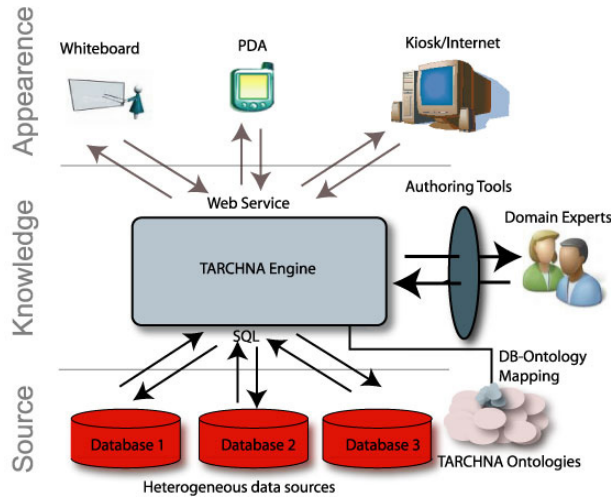 Appearence
Whiteboard
PDA
Kiosk/Internet
Knowledge
Web Service
Authoring Tools
Domain Experts
TARCHNA Engine
SQL
DB-Ontology
Mapping
Source
Database 1
Database 2
Database 3
TARCHNA Ontologies
Heterogeneous data sources